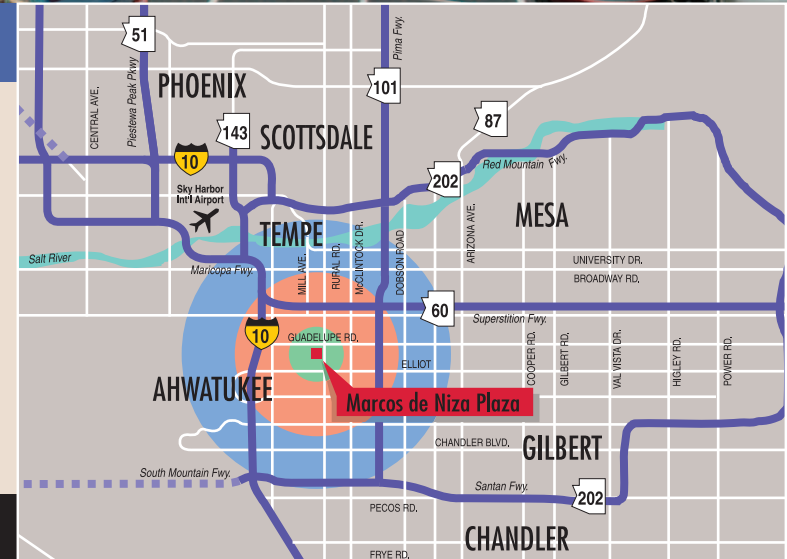 51
Pima Fwy.
PHOENIX
101
CENTRAL AVE.
Piestewa Peak Pkwy
87
143
SCOTTSDALE
10
Red Mountain Fwy.
202
Sky Harbor
Int'l Airport
ARIZONA AVE.
MESA
TEMPE
MILL AVE.
RURAL RD.
McCLINTOCK DR.
DOBSON ROAD
Salt River
Maricopa Fwy.
UNIVERSITY DR.
BROADWAY RD.
60
Superstition Fwy.
10
GUADELUPE RD.
ELLIOT
COOPER RD.
GILBERT RD.
VAL VISTA DR.
HIGLEY RD.
POWER RD.
AHWATUKEE
Marcos de Niza Plaza
CHANDLER BLVD.
GILBERT
South Mountain Fwy.
Santan Fwy.
202
PECOS RD.
CHANDLER
FRYE RD.